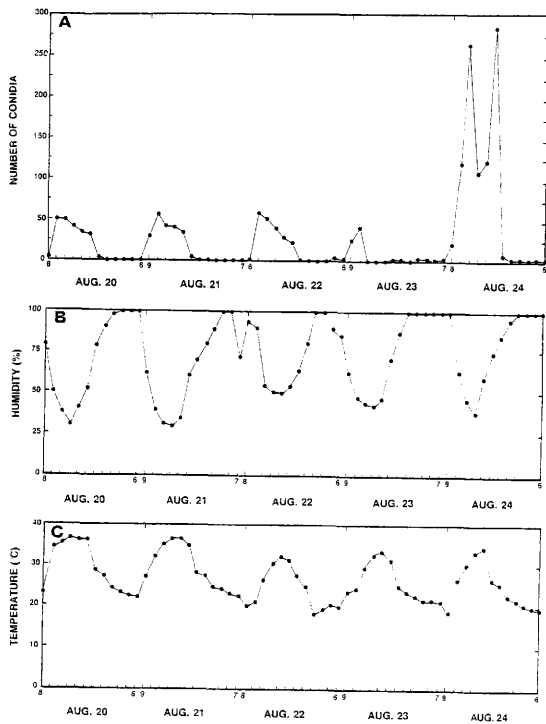 A
NUMBER OF CONIDIA
300
250
200
150
100
50
0
8 6 9 7 8 6 9 7 8 6
AUG. 20 AUG. 21 AUG. 22 AUG. 23 AUG. 24
B
HUMIDITY (%)
100
75
50
25
0
8 6 9 7 8 6 9 7 9 6
AUG. 20 AUG. 21 AUG. 22 AUG. 23 AUG. 24
C
TEMPERATURE ( C)
40
30
20
10
0
8 6 9 7 8 6 9 7 8 6
AUG. 20 AUG. 21 AUG. 22 AUG. 23 AUG. 24